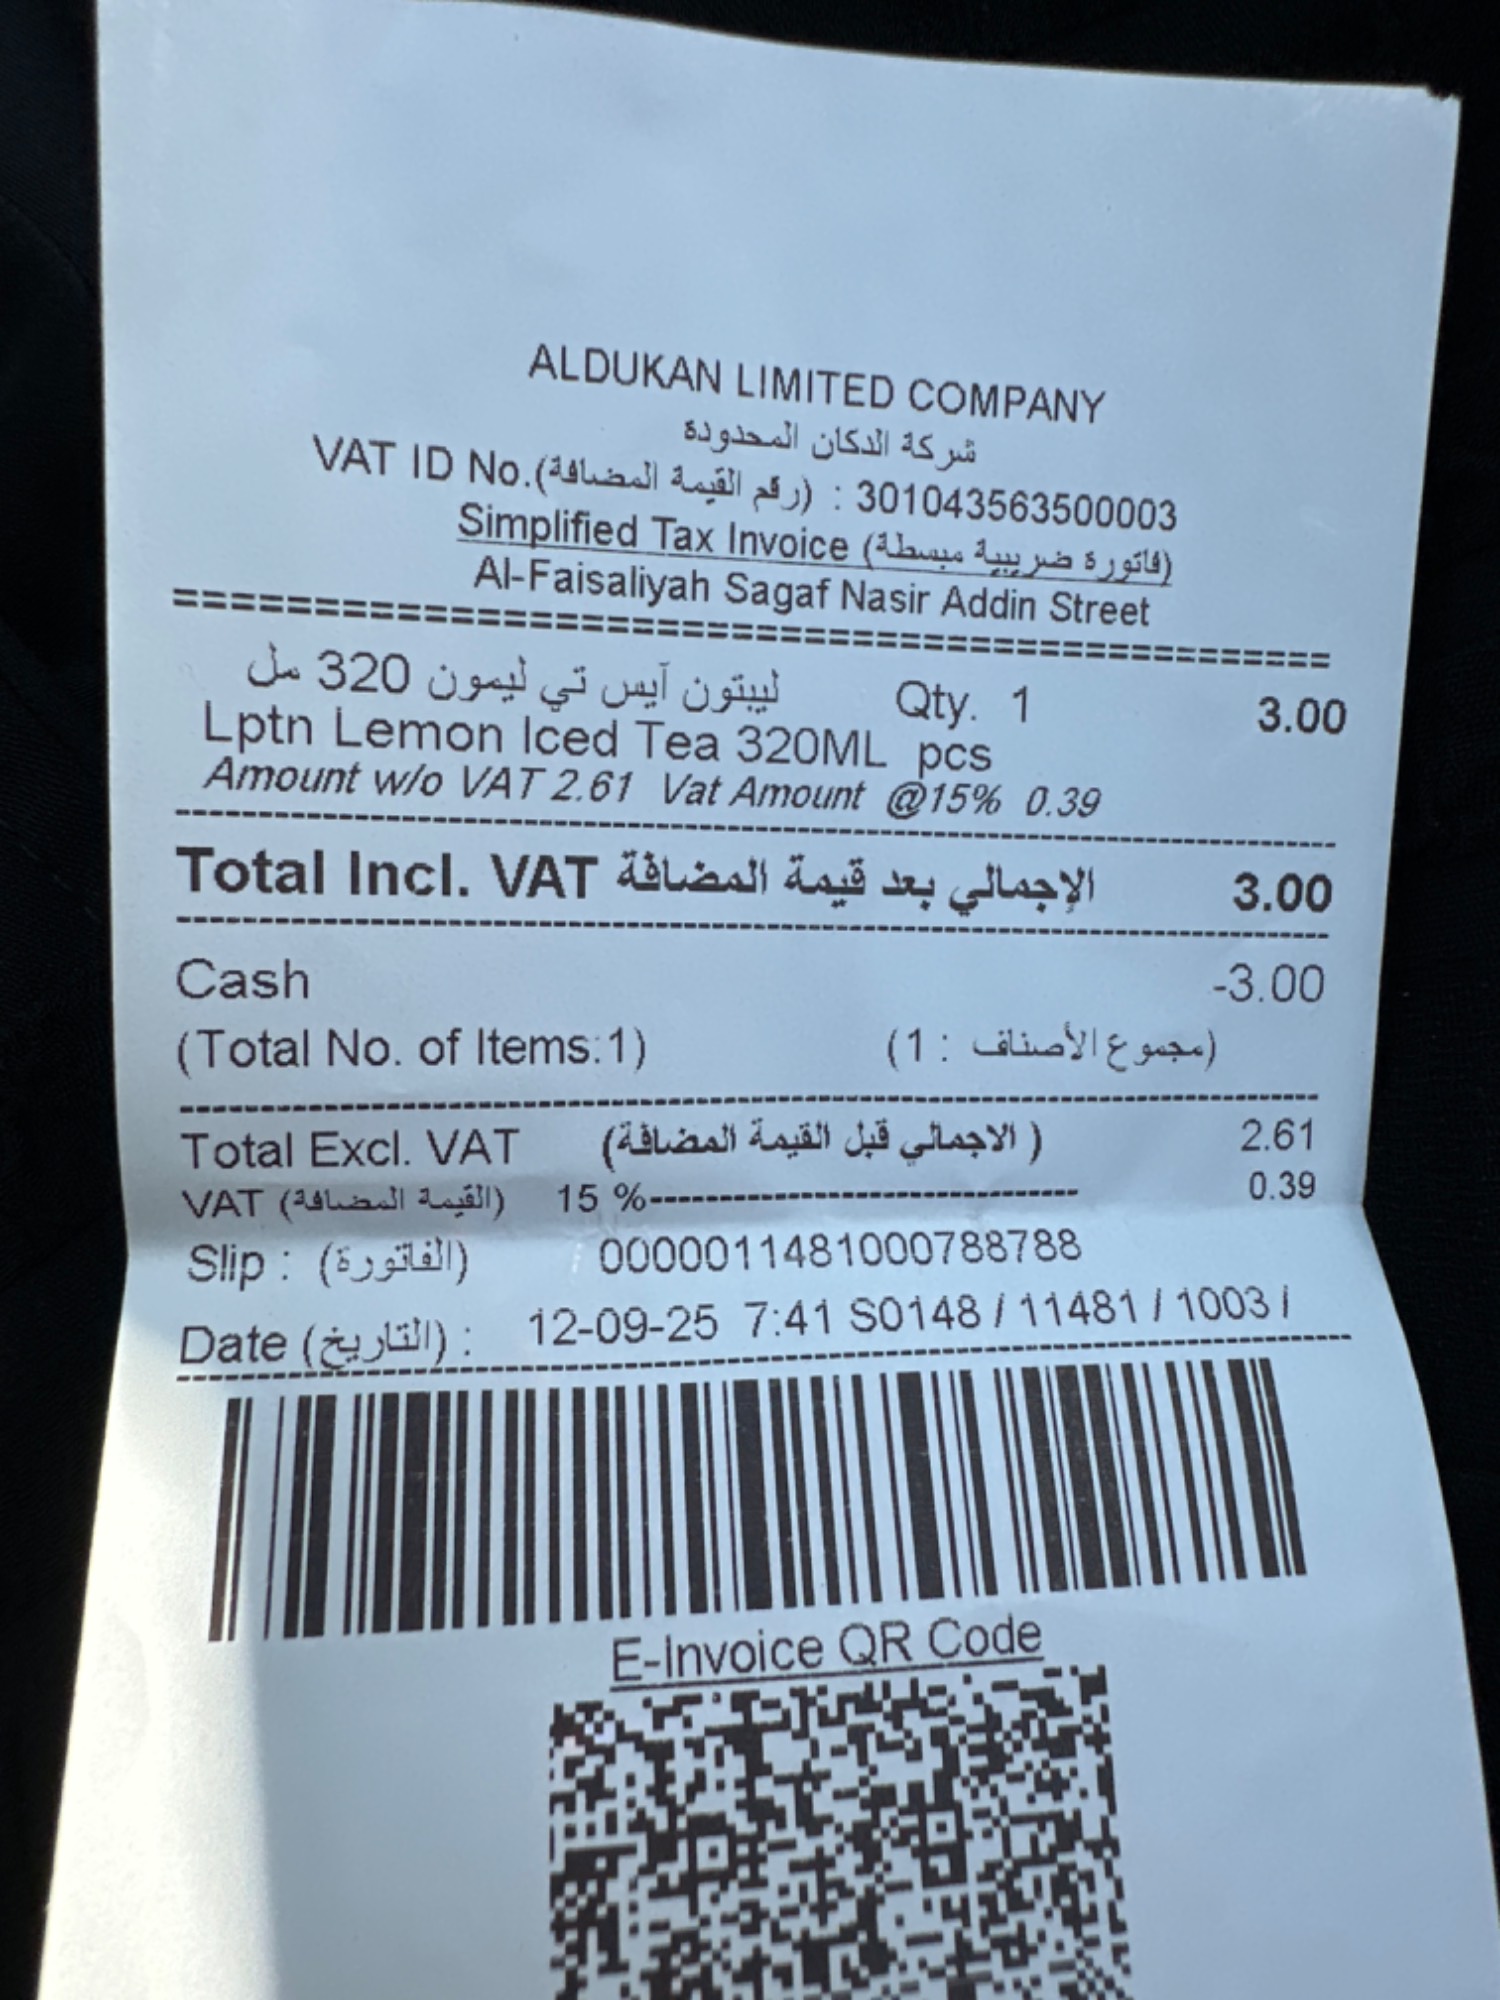 ALDUKAN LIMITED COMPANY
شركة الدكان المحدودة
VAT ID No.(رقم القيمة المضافة) : 301043563500003
Simplified Tax Invoice (فاتورة ضريبية مبسطة)
Al-Faisaliyah Sagaf Nasir Addin Street
================================================
ليبتون آيس تي ليمون 320 مل Qty. 1 3.00
Lptn Lemon Iced Tea 320ML pcs
Amount w/o VAT 2.61 Vat Amount @15% 0.39
Total Incl. VAT الإجمالي بعد قيمة المضافة 3.00
Cash -3.00
(Total No. of Items:1) (مجموع الأصناف : 1)
Total Excl. VAT (الاجمالي قبل القيمة المضافة ) 2.61
VAT (القيمة المضافة) 15 %------------------------------ 0.39
Slip : (الفاتورة) 0000011481000788788
Date (التاريخ) : 12-09-25 7:41 S0148 / 11481 / 1003 /
E-Invoice QR Code